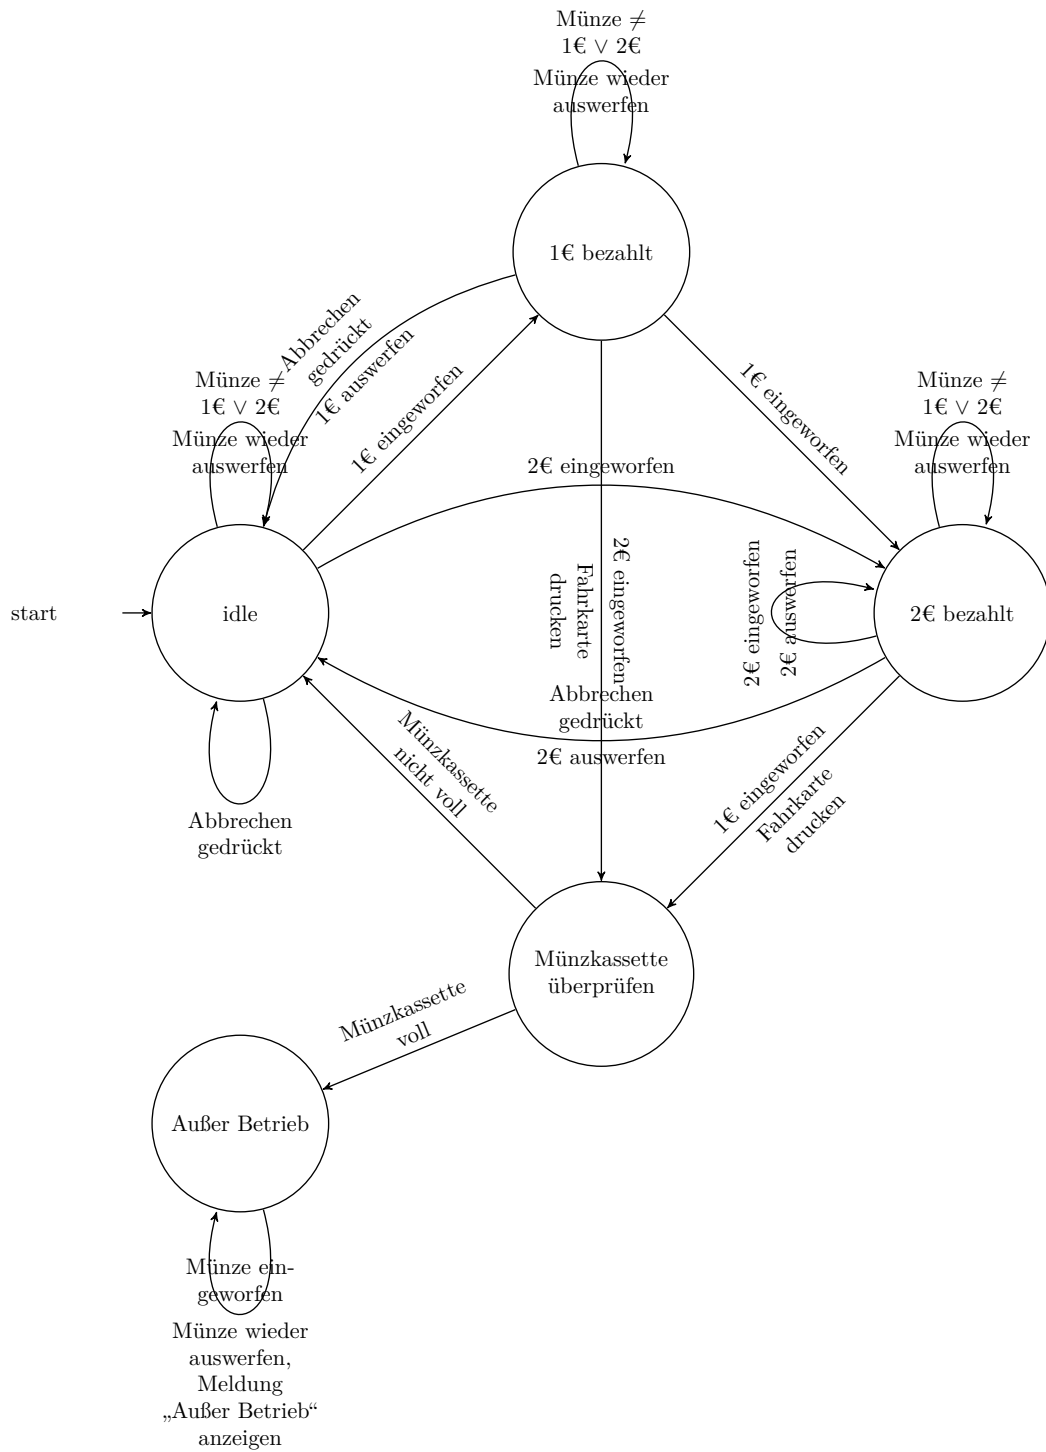 Münze ≠
1€ ∨ 2€
Münze wieder
auswerfen
1€ bezahlt
Abbrechen
gedrückt
1€ auswerfen
1€ eingeworfen
1€ eingeworfen
Münze ≠
1€ ∨ 2€
Münze wieder
auswerfen
Münze ≠
1€ ∨ 2€
Münze wieder
auswerfen
2€ eingeworfen
2€ eingeworfen
Fahrkarte
drucken
2€ eingeworfen
2€ auswerfen
start
idle
2€ bezahlt
Abbrechen
gedrückt
2€ auswerfen
Münzkassette
nicht voll
1€ eingeworfen
Fahrkarte
drucken
Abbrechen
gedrückt
Münzkassette
überprüfen
Münzkassette
voll
Außer Betrieb
Münze ein-
geworfen
Münze wieder
auswerfen,
Meldung
„Außer Betrieb“
anzeigen